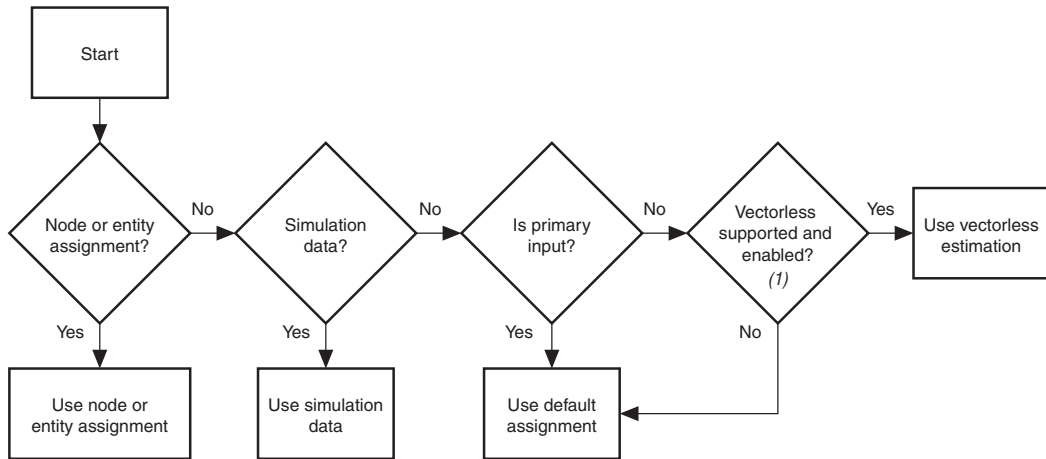 Start
Node or entity
assignment?
No
Simulation
data?
No
Is primary
input?
No
Vectorless
supported and
enabled?
(1)
Yes
Use vectorless
estimation
Yes
Yes
Yes
No
Use node or
entity assignment
Use simulation
data
Use default
assignment